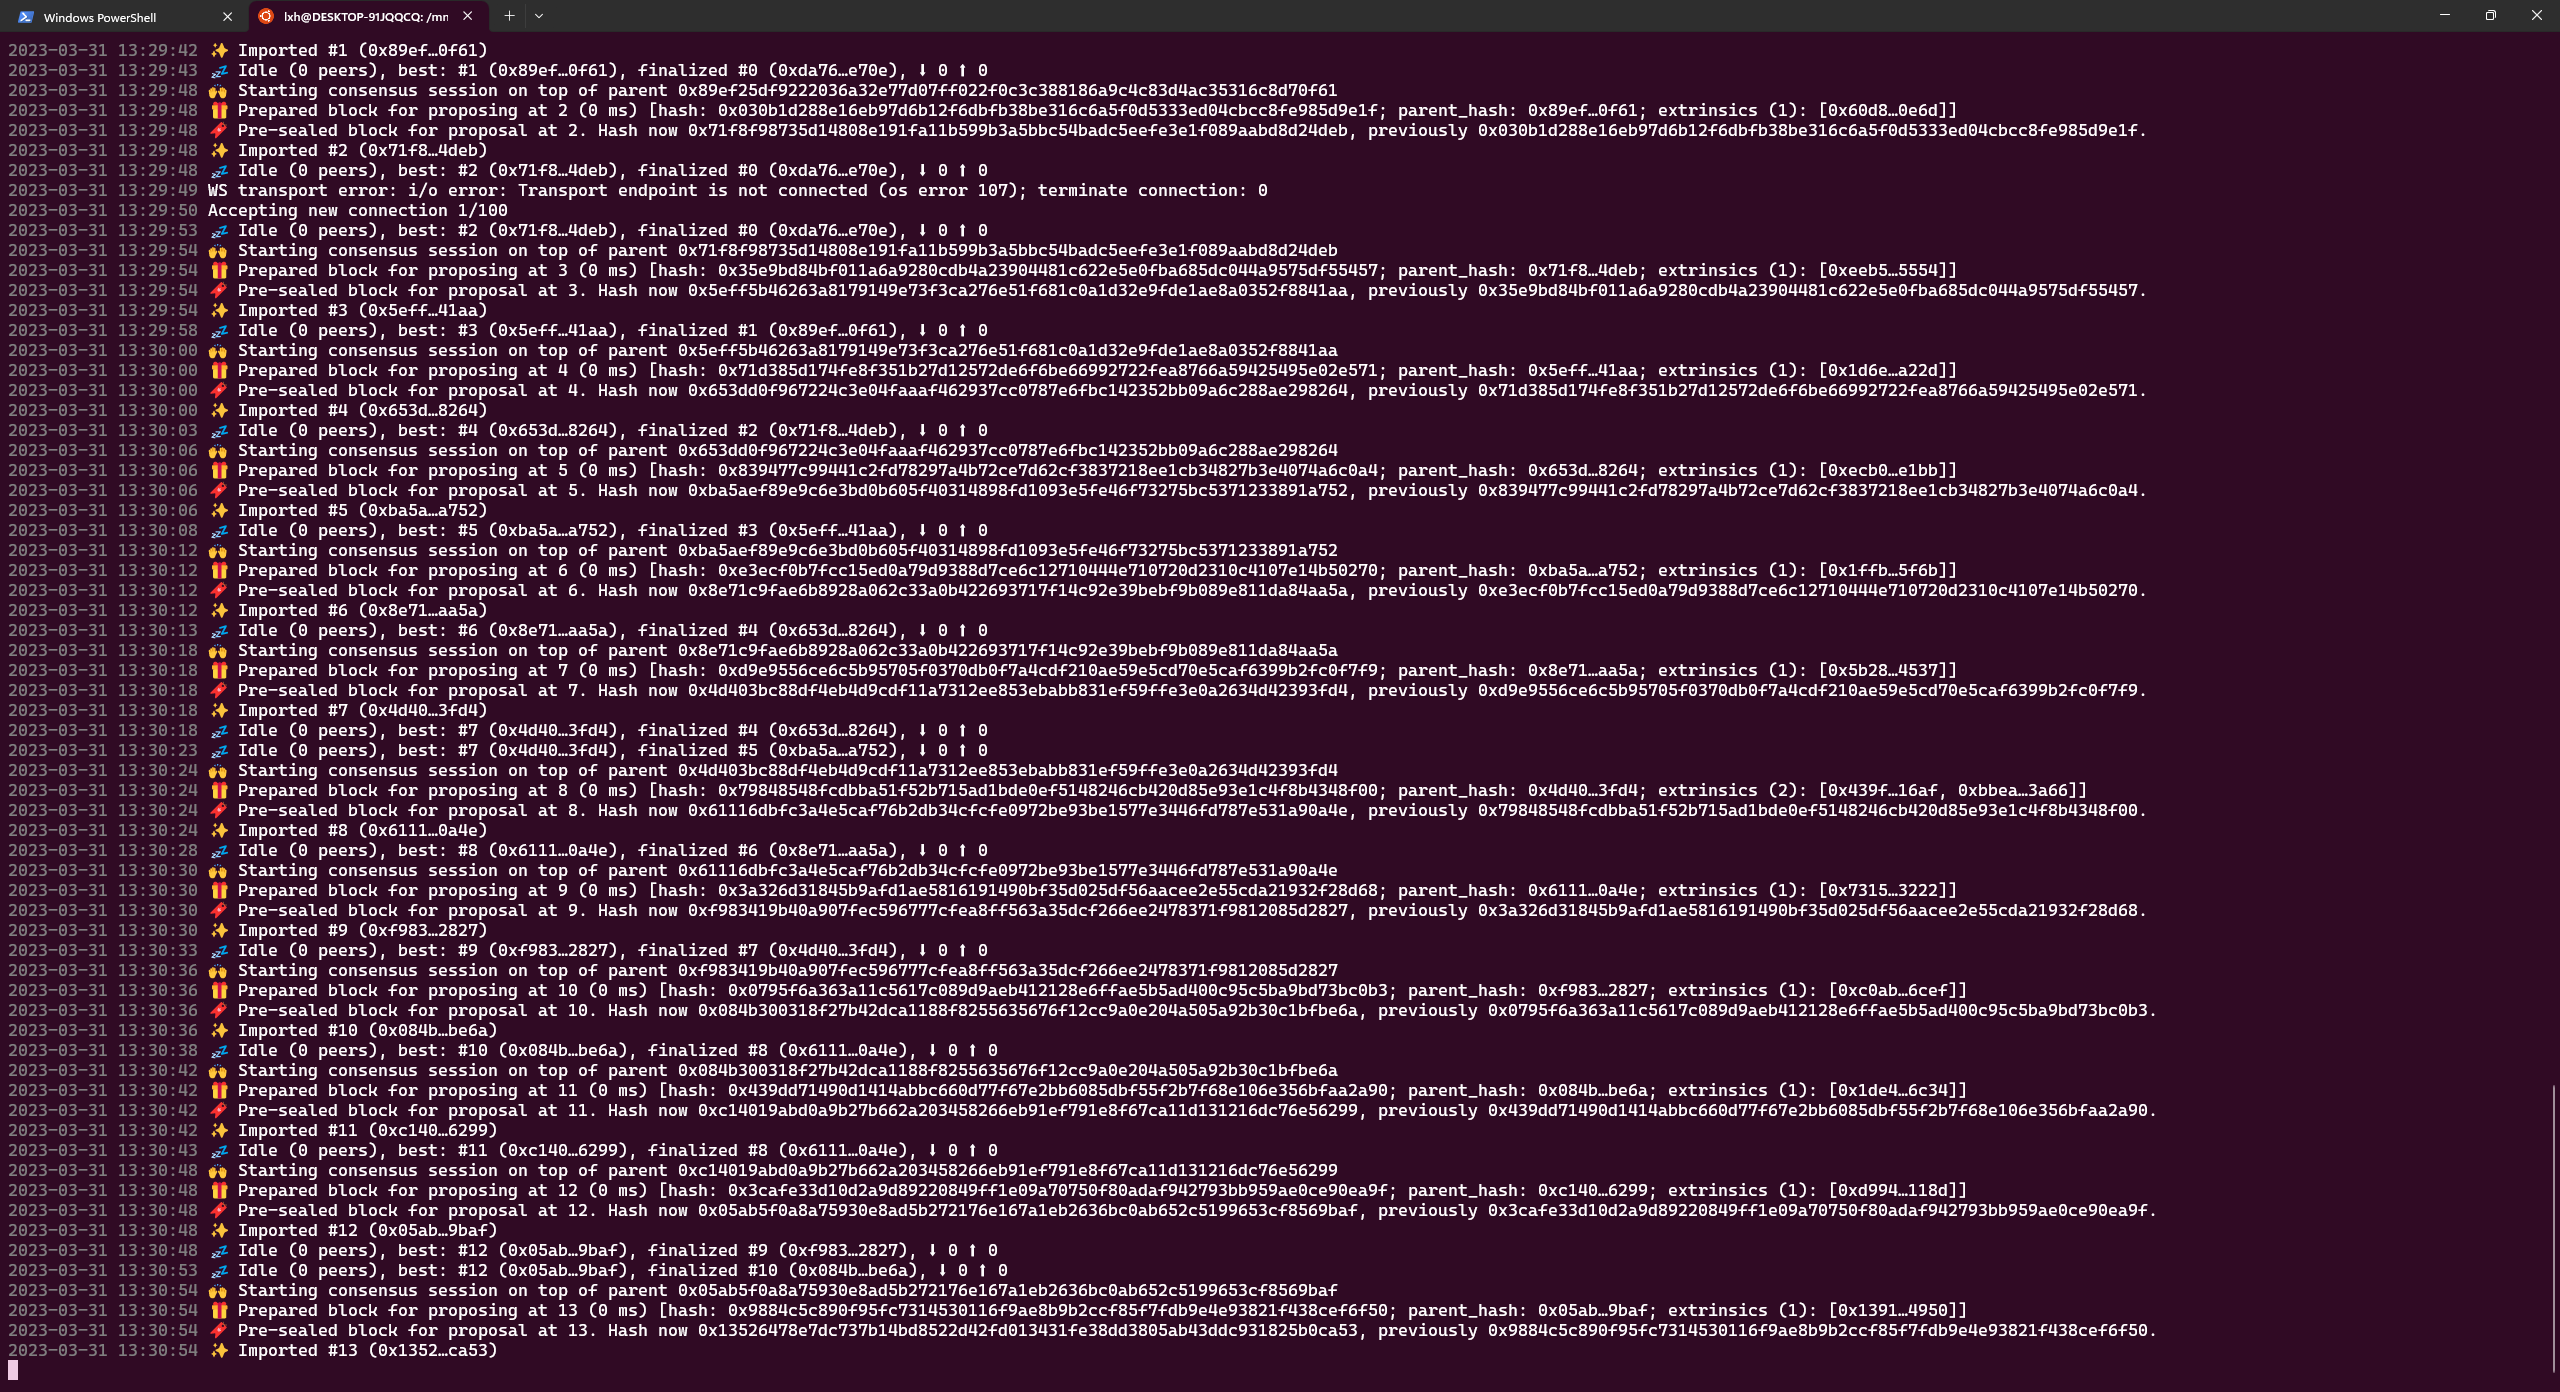 Windows PowerShell
lxh@DESKTOP-91JQQCQ: /mn
2023-03-31 13:29:42 ✨ Imported #1 (0x89ef…0f61)
2023-03-31 13:29:43 💤 Idle (0 peers), best: #1 (0x89ef…0f61), finalized #0 (0xda76…e70e), ⬇ 0 ⬆ 0
2023-03-31 13:29:48 🙌 Starting consensus session on top of parent 0x89ef25df9222036a32e77d07ff022f0c3c388186a9c4c83d4ac35316c8d70f61
2023-03-31 13:29:48 🎁 Prepared block for proposing at 2 (0 ms) [hash: 0x030b1d288e16eb97d6b12f6dbfb38be316c6a5f0d5333ed04cbcc8fe985d9e1f; parent_hash: 0x89ef…0f61; extrinsics (1): [0x60d8…0e6d]]
2023-03-31 13:29:48 🔖 Pre-sealed block for proposal at 2. Hash now 0x71f8f98735d14808e191fa11b599b3a5bbc54badc5eefe3e1f089aabd8d24deb, previously 0x030b1d288e16eb97d6b12f6dbfb38be316c6a5f0d5333ed04cbcc8fe985d9e1f.
2023-03-31 13:29:48 ✨ Imported #2 (0x71f8…4deb)
2023-03-31 13:29:48 💤 Idle (0 peers), best: #2 (0x71f8…4deb), finalized #0 (0xda76…e70e), ⬇ 0 ⬆ 0
2023-03-31 13:29:49 WS transport error: i/o error: Transport endpoint is not connected (os error 107); terminate connection: 0
2023-03-31 13:29:50 Accepting new connection 1/100
2023-03-31 13:29:53 💤 Idle (0 peers), best: #2 (0x71f8…4deb), finalized #0 (0xda76…e70e), ⬇ 0 ⬆ 0
2023-03-31 13:29:54 🙌 Starting consensus session on top of parent 0x71f8f98735d14808e191fa11b599b3a5bbc54badc5eefe3e1f089aabd8d24deb
2023-03-31 13:29:54 🎁 Prepared block for proposing at 3 (0 ms) [hash: 0x35e9bd84bf011a6a9280cdb4a23904481c622e5e0fba685dc044a9575df55457; parent_hash: 0x71f8…4deb; extrinsics (1): [0xeeb5…5554]]
2023-03-31 13:29:54 🔖 Pre-sealed block for proposal at 3. Hash now 0x5eff5b46263a8179149e73f3ca276e51f681c0a1d32e9fde1ae8a0352f8841aa, previously 0x35e9bd84bf011a6a9280cdb4a23904481c622e5e0fba685dc044a9575df55457.
2023-03-31 13:29:54 ✨ Imported #3 (0x5eff…41aa)
2023-03-31 13:29:58 💤 Idle (0 peers), best: #3 (0x5eff…41aa), finalized #1 (0x89ef…0f61), ⬇ 0 ⬆ 0
2023-03-31 13:30:00 🙌 Starting consensus session on top of parent 0x5eff5b46263a8179149e73f3ca276e51f681c0a1d32e9fde1ae8a0352f8841aa
2023-03-31 13:30:00 🎁 Prepared block for proposing at 4 (0 ms) [hash: 0x71d385d174fe8f351b27d12572de6f6be66992722fea8766a59425495e02e571; parent_hash: 0x5eff…41aa; extrinsics (1): [0x1d6e…a22d]]
2023-03-31 13:30:00 🔖 Pre-sealed block for proposal at 4. Hash now 0x653dd0f967224c3e04faaaf462937cc0787e6fbc142352bb09a6c288ae298264, previously 0x71d385d174fe8f351b27d12572de6f6be66992722fea8766a59425495e02e571.
2023-03-31 13:30:00 ✨ Imported #4 (0x653d…8264)
2023-03-31 13:30:03 💤 Idle (0 peers), best: #4 (0x653d…8264), finalized #2 (0x71f8…4deb), ⬇ 0 ⬆ 0
2023-03-31 13:30:06 🙌 Starting consensus session on top of parent 0x653dd0f967224c3e04faaaf462937cc0787e6fbc142352bb09a6c288ae298264
2023-03-31 13:30:06 🎁 Prepared block for proposing at 5 (0 ms) [hash: 0x839477c99441c2fd78297a4b72ce7d62cf3837218ee1cb34827b3e4074a6c0a4; parent_hash: 0x653d…8264; extrinsics (1): [0xecb0…e1bb]]
2023-03-31 13:30:06 🔖 Pre-sealed block for proposal at 5. Hash now 0xba5aef89e9c6e3bd0b605f40314898fd1093e5fe46f73275bc5371233891a752, previously 0x839477c99441c2fd78297a4b72ce7d62cf3837218ee1cb34827b3e4074a6c0a4.
2023-03-31 13:30:06 ✨ Imported #5 (0xba5a…a752)
2023-03-31 13:30:08 💤 Idle (0 peers), best: #5 (0xba5a…a752), finalized #3 (0x5eff…41aa), ⬇ 0 ⬆ 0
2023-03-31 13:30:12 🙌 Starting consensus session on top of parent 0xba5aef89e9c6e3bd0b605f40314898fd1093e5fe46f73275bc5371233891a752
2023-03-31 13:30:12 🎁 Prepared block for proposing at 6 (0 ms) [hash: 0xe3ecf0b7fcc15ed0a79d9388d7ce6c12710444e710720d2310c4107e14b50270; parent_hash: 0xba5a…a752; extrinsics (1): [0x1ffb…5f6b]]
2023-03-31 13:30:12 🔖 Pre-sealed block for proposal at 6. Hash now 0x8e71c9fae6b8928a062c33a0b422693717f14c92e39bebf9b089e811da84aa5a, previously 0xe3ecf0b7fcc15ed0a79d9388d7ce6c12710444e710720d2310c4107e14b50270.
2023-03-31 13:30:12 ✨ Imported #6 (0x8e71…aa5a)
2023-03-31 13:30:13 💤 Idle (0 peers), best: #6 (0x8e71…aa5a), finalized #4 (0x653d…8264), ⬇ 0 ⬆ 0
2023-03-31 13:30:18 🙌 Starting consensus session on top of parent 0x8e71c9fae6b8928a062c33a0b422693717f14c92e39bebf9b089e811da84aa5a
2023-03-31 13:30:18 🎁 Prepared block for proposing at 7 (0 ms) [hash: 0xd9e9556ce6c5b95705f0370db0f7a4cdf210ae59e5cd70e5caf6399b2fc0f7f9; parent_hash: 0x8e71…aa5a; extrinsics (1): [0x5b28…4537]]
2023-03-31 13:30:18 🔖 Pre-sealed block for proposal at 7. Hash now 0x4d403bc88df4eb4d9cdf11a7312ee853ebabb831ef59ffe3e0a2634d42393fd4, previously 0xd9e9556ce6c5b95705f0370db0f7a4cdf210ae59e5cd70e5caf6399b2fc0f7f9.
2023-03-31 13:30:18 ✨ Imported #7 (0x4d40…3fd4)
2023-03-31 13:30:18 💤 Idle (0 peers), best: #7 (0x4d40…3fd4), finalized #4 (0x653d…8264), ⬇ 0 ⬆ 0
2023-03-31 13:30:23 💤 Idle (0 peers), best: #7 (0x4d40…3fd4), finalized #5 (0xba5a…a752), ⬇ 0 ⬆ 0
2023-03-31 13:30:24 🙌 Starting consensus session on top of parent 0x4d403bc88df4eb4d9cdf11a7312ee853ebabb831ef59ffe3e0a2634d42393fd4
2023-03-31 13:30:24 🎁 Prepared block for proposing at 8 (0 ms) [hash: 0x79848548fcdbba51f52b715ad1bde0ef5148246cb420d85e93e1c4f8b4348f00; parent_hash: 0x4d40…3fd4; extrinsics (2): [0x439f…16af, 0xbbea…3a66]]
2023-03-31 13:30:24 🔖 Pre-sealed block for proposal at 8. Hash now 0x61116dbfc3a4e5caf76b2db34cfcfe0972be93be1577e3446fd787e531a90a4e, previously 0x79848548fcdbba51f52b715ad1bde0ef5148246cb420d85e93e1c4f8b4348f00.
2023-03-31 13:30:24 ✨ Imported #8 (0x6111…0a4e)
2023-03-31 13:30:28 💤 Idle (0 peers), best: #8 (0x6111…0a4e), finalized #6 (0x8e71…aa5a), ⬇ 0 ⬆ 0
2023-03-31 13:30:30 🙌 Starting consensus session on top of parent 0x61116dbfc3a4e5caf76b2db34cfcfe0972be93be1577e3446fd787e531a90a4e
2023-03-31 13:30:30 🎁 Prepared block for proposing at 9 (0 ms) [hash: 0x3a326d31845b9afd1ae5816191490bf35d025df56aacee2e55cda21932f28d68; parent_hash: 0x6111…0a4e; extrinsics (1): [0x7315…3222]]
2023-03-31 13:30:30 🔖 Pre-sealed block for proposal at 9. Hash now 0xf983419b40a907fec596777cfea8ff563a35dcf266ee2478371f9812085d2827, previously 0x3a326d31845b9afd1ae5816191490bf35d025df56aacee2e55cda21932f28d68.
2023-03-31 13:30:30 ✨ Imported #9 (0xf983…2827)
2023-03-31 13:30:33 💤 Idle (0 peers), best: #9 (0xf983…2827), finalized #7 (0x4d40…3fd4), ⬇ 0 ⬆ 0
2023-03-31 13:30:36 🙌 Starting consensus session on top of parent 0xf983419b40a907fec596777cfea8ff563a35dcf266ee2478371f9812085d2827
2023-03-31 13:30:36 🎁 Prepared block for proposing at 10 (0 ms) [hash: 0x0795f6a363a11c5617c089d9aeb412128e6ffae5b5ad400c95c5ba9bd73bc0b3; parent_hash: 0xf983…2827; extrinsics (1): [0xc0ab…6cef]]
2023-03-31 13:30:36 🔖 Pre-sealed block for proposal at 10. Hash now 0x084b300318f27b42dca1188f8255635676f12cc9a0e204a505a92b30c1bfbe6a, previously 0x0795f6a363a11c5617c089d9aeb412128e6ffae5b5ad400c95c5ba9bd73bc0b3.
2023-03-31 13:30:36 ✨ Imported #10 (0x084b…be6a)
2023-03-31 13:30:38 💤 Idle (0 peers), best: #10 (0x084b…be6a), finalized #8 (0x6111…0a4e), ⬇ 0 ⬆ 0
2023-03-31 13:30:42 🙌 Starting consensus session on top of parent 0x084b300318f27b42dca1188f8255635676f12cc9a0e204a505a92b30c1bfbe6a
2023-03-31 13:30:42 🎁 Prepared block for proposing at 11 (0 ms) [hash: 0x439dd71490d1414abbc660d77f67e2bb6085dbf55f2b7f68e106e356bfaa2a90; parent_hash: 0x084b…be6a; extrinsics (1): [0x1de4…6c34]]
2023-03-31 13:30:42 🔖 Pre-sealed block for proposal at 11. Hash now 0xc14019abd0a9b27b662a203458266eb91ef791e8f67ca11d131216dc76e56299, previously 0x439dd71490d1414abbc660d77f67e2bb6085dbf55f2b7f68e106e356bfaa2a90.
2023-03-31 13:30:42 ✨ Imported #11 (0xc140…6299)
2023-03-31 13:30:43 💤 Idle (0 peers), best: #11 (0xc140…6299), finalized #8 (0x6111…0a4e), ⬇ 0 ⬆ 0
2023-03-31 13:30:48 🙌 Starting consensus session on top of parent 0xc14019abd0a9b27b662a203458266eb91ef791e8f67ca11d131216dc76e56299
2023-03-31 13:30:48 🎁 Prepared block for proposing at 12 (0 ms) [hash: 0x3cafe33d10d2a9d89220849ff1e09a70750f80adaf942793bb959ae0ce90ea9f; parent_hash: 0xc140…6299; extrinsics (1): [0xd994…118d]]
2023-03-31 13:30:48 🔖 Pre-sealed block for proposal at 12. Hash now 0x05ab5f0a8a75930e8ad5b272176e167a1eb2636bc0ab652c5199653cf8569baf, previously 0x3cafe33d10d2a9d89220849ff1e09a70750f80adaf942793bb959ae0ce90ea9f.
2023-03-31 13:30:48 ✨ Imported #12 (0x05ab…9baf)
2023-03-31 13:30:48 💤 Idle (0 peers), best: #12 (0x05ab…9baf), finalized #9 (0xf983…2827), ⬇ 0 ⬆ 0
2023-03-31 13:30:53 💤 Idle (0 peers), best: #12 (0x05ab…9baf), finalized #10 (0x084b…be6a), ⬇ 0 ⬆ 0
2023-03-31 13:30:54 🙌 Starting consensus session on top of parent 0x05ab5f0a8a75930e8ad5b272176e167a1eb2636bc0ab652c5199653cf8569baf
2023-03-31 13:30:54 🎁 Prepared block for proposing at 13 (0 ms) [hash: 0x9884c5c890f95fc7314530116f9ae8b9b2ccf85f7fdb9e4e93821f438cef6f50; parent_hash: 0x05ab…9baf; extrinsics (1): [0x1391…4950]]
2023-03-31 13:30:54 🔖 Pre-sealed block for proposal at 13. Hash now 0x13526478e7dc737b14bd8522d42fd013431fe38dd3805ab43ddc931825b0ca53, previously 0x9884c5c890f95fc7314530116f9ae8b9b2ccf85f7fdb9e4e93821f438cef6f50.
2023-03-31 13:30:54 ✨ Imported #13 (0x1352…ca53)